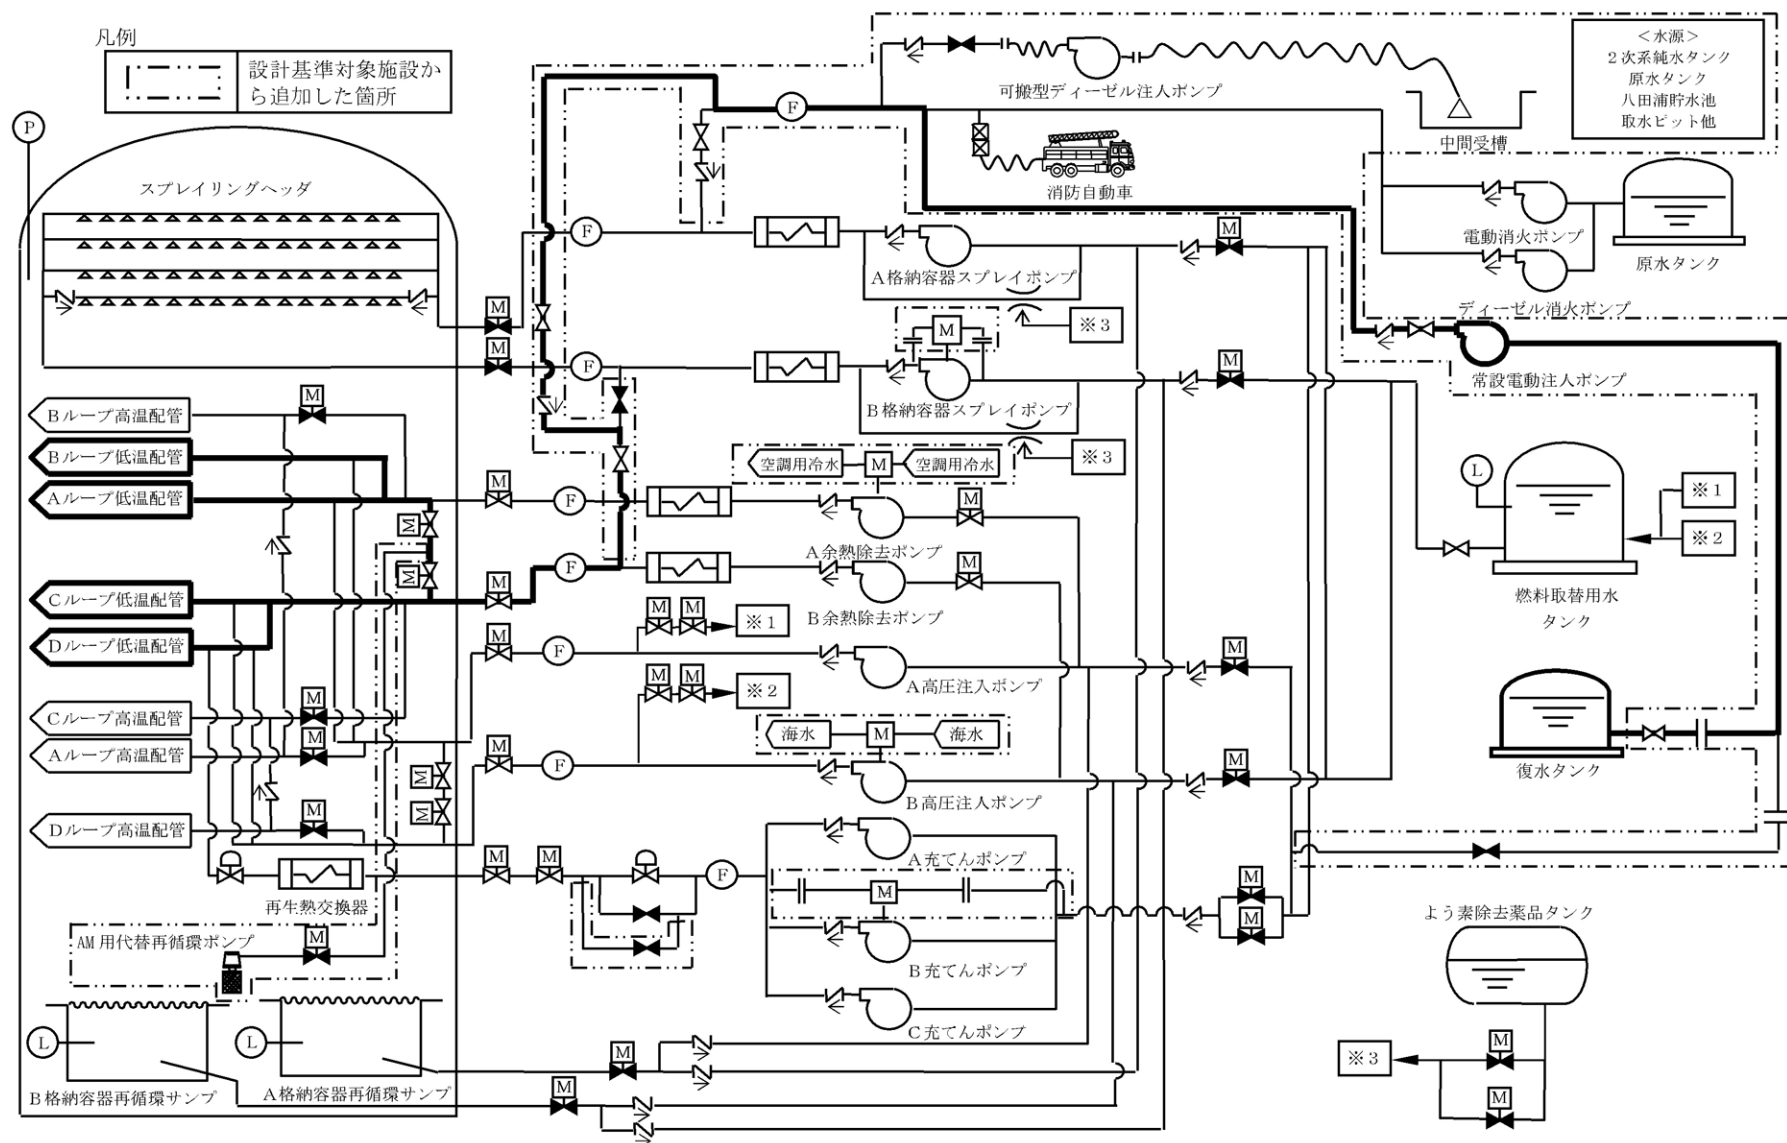 凡例
設計基準対象施設か
ら追加した箇所
<水源>
2次系純水タンク
原水タンク
八田浦貯水池
取水ピット他
可搬型ディーゼル注入ポンプ
中間受槽
P
F
消防自動車
スプレイリングヘッダ
M
F
電動消火ポンプ
原水タンク
A格納容器スプレイポンプ
ディーゼル消火ポンプ
M
※3
M
M
F
M
常設電動注入ポンプ
B格納容器スプレイポンプ
Bループ高温配管
M
※3
Bループ低温配管
空調用冷水
M
空調用冷水
L
※1
Aループ低温配管
M
F
M
M
※2
A余熱除去ポンプ
M
F
M
Cループ低温配管
M
燃料取替用水
タンク
B余熱除去ポンプ
M
M
※1
Dループ低温配管
M
F
M
A高圧注入ポンプ
M
M
※2
Cループ高温配管
M
海水
M
海水
Aループ高温配管
M
M
F
M
復水タンク
M
B高圧注入ポンプ
M
Dループ高温配管
M
A充てんポンプ
M
M
F
M
M
再生熱交換器
M
よう素除去薬品タンク
AM用代替再循環ポンプ
M
B充てんポンプ
C充てんポンプ
L
L
M
M
※3
B格納容器再循環サンプ
A格納容器再循環サンプ
M
M